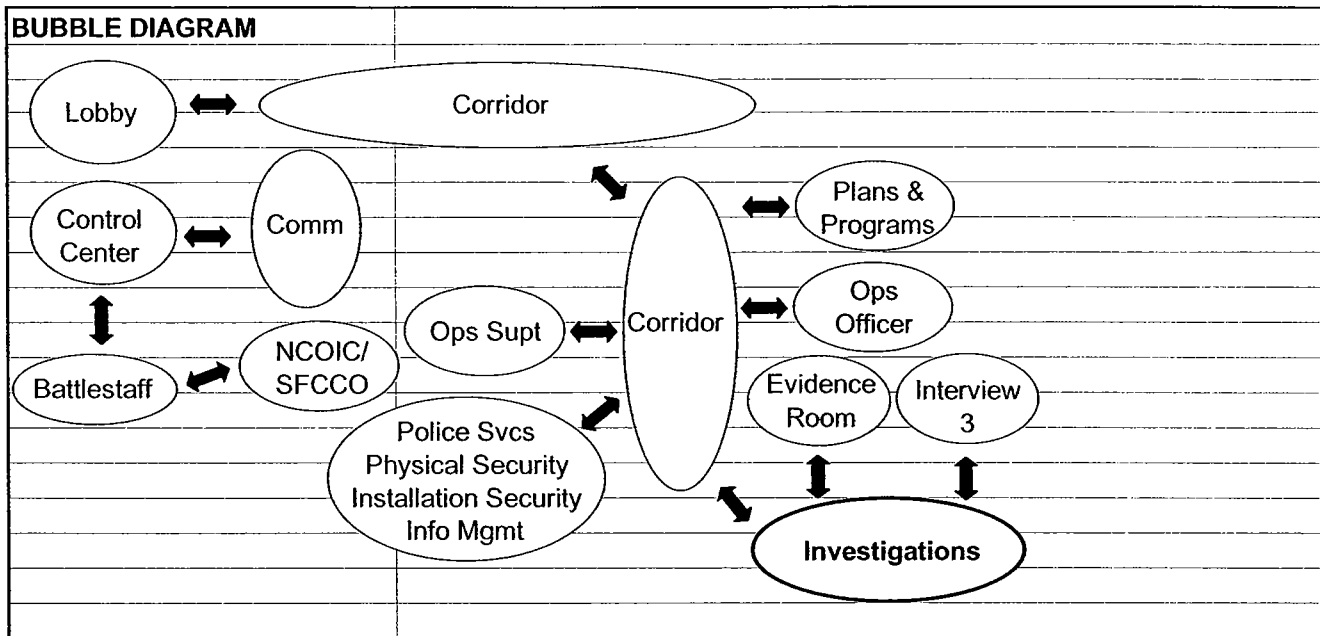 BUBBLE DIAGRAM
Lobby
Corridor
Control
Center
Comm
Plans &
Programs
Ops
Officer
Ops Supt
Corridor
NCOIC/
SFCCO
Battlestaff
Evidence
Room
Interview
3
Police Svcs
Physical Security
Installation Security
Info Mgmt
Investigations